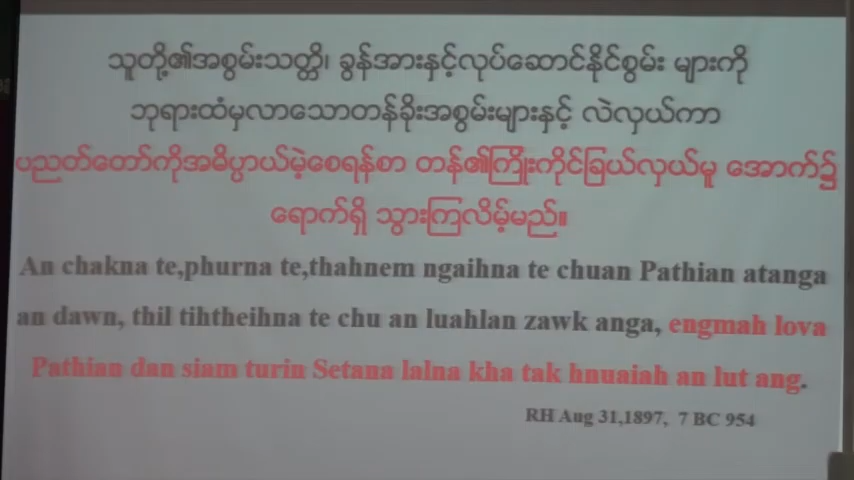 သူတို့၏အစွမ်းသတ္တိ၊ ခွန်အားနှင့်လုပ်ဆောင်နိုင်စွမ်း များကို
ဘုရားထံမှလာသောတန်ခိုးအစွမ်းများနှင့် လဲလှယ်ကာ
ပညတ်တော်ကိုအဓိပ္ပာယ်မဲ့စေရန်စာ တန်၏ကြိုးကိုင်ခြယ်လှယ်မှု အောက်၌
ရောက်ရှိ သွားကြလိမ့်မည်။
An chakna te,phurna te,thahnem ngaihna te chuan Pathian atanga
an dawn, thil tihtheihna te chu an luahlan zawk anga, engmah lova
Pathian dan siam turin Setana lalna kha tak hnuaiah an lut ang.
RH Aug 31,1897, 7 BC 954